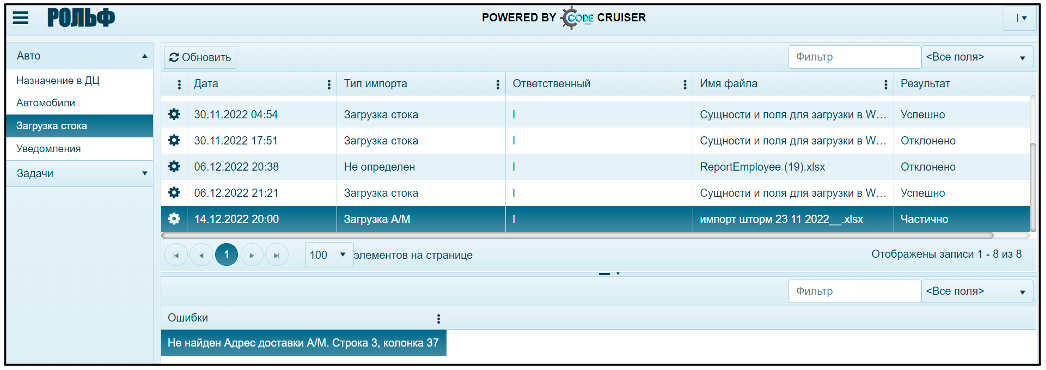 РОЛЬФ
POWERED BY CODE CRUISER
I
Авто
Назначение в ДЦ
Автомобили
Загрузка стока
Уведомления
Задачи
Обновить
Фильтр
<Все поля>
Дата Тип импорта Ответственный Имя файла Результат
30.11.2022 04:54 Загрузка стока I Сущности и поля для загрузки в W... Успешно
30.11.2022 17:51 Загрузка стока I Сущности и поля для загрузки в W... Отклонено
06.12.2022 20:38 Не определен I ReportEmployee (19).xlsx Отклонено
06.12.2022 21:21 Загрузка стока I Сущности и поля для загрузки в W... Успешно
14.12.2022 20:00 Загрузка А/М I импорт шторм 23 11 2022__.xlsx Частично
1 100 элементов на странице Отображены записи 1 - 8 из 8
Фильтр
<Все поля>
Ошибки
Не найден Адрес доставки А/М. Строка 3, колонка 37